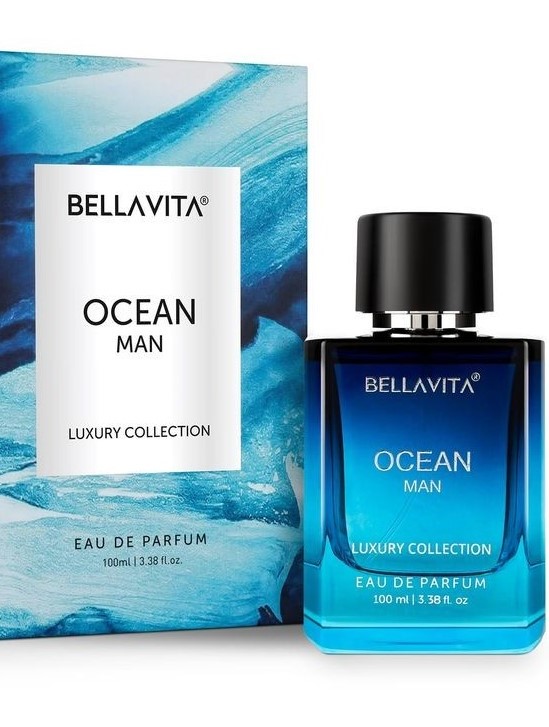 BELLAVITA®
OCEAN
MAN
LUXURY COLLECTION
EAU DE PARFUM
100ml | 3.38 fl.oz.
BELLAVITA®
OCEAN
MAN
LUXURY COLLECTION
EAU DE PARFUM
100 ml | 3.38 fl. oz